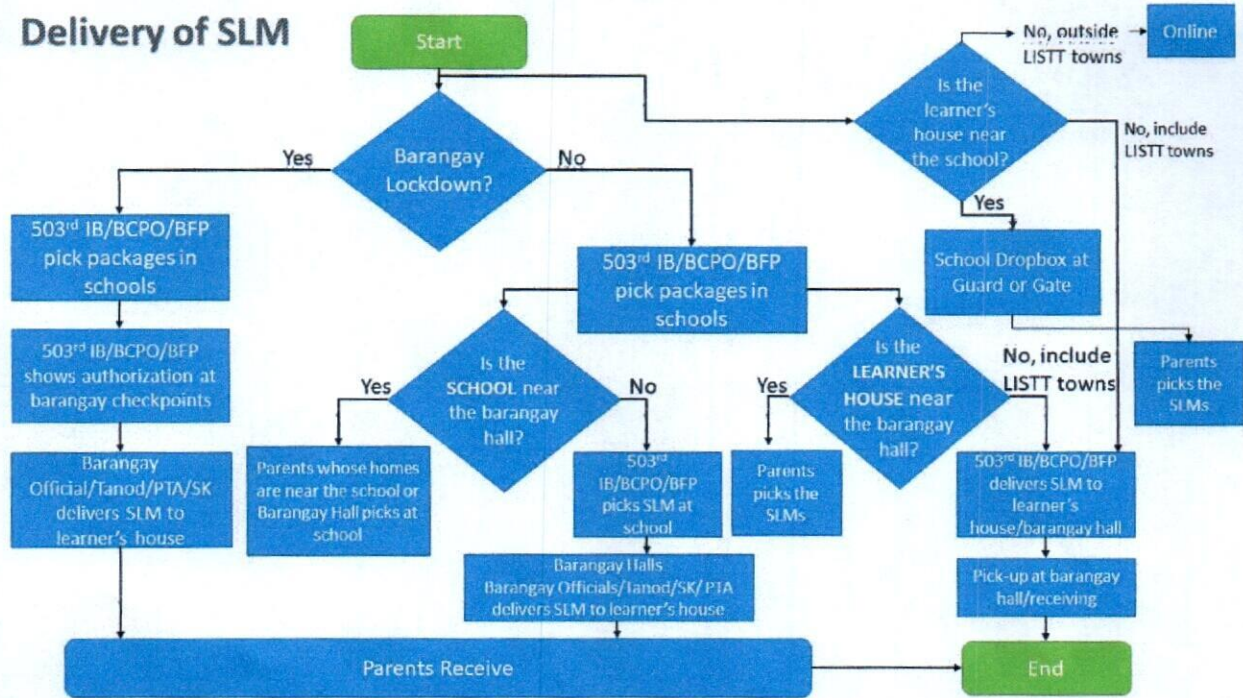 Delivery of SLM
Start
No, outside
LISTT towns
Online
Is the
learner's
house near
the school?
No, include
LISTT towns
Yes
Barangay
Lockdown?
No
Yes
503rd IB/BCPO/BFP
pick packages in
schools
503rd IB/BCPO/BFP
pick packages in
schools
School Dropbox at
Guard or Gate
503rd IB/BCPO/BFP
shows authorization at
barangay checkpoints
Yes
Is the
SCHOOL near
the barangay
hall?
No
Yes
Is the
LEARNER'S
HOUSE near
the barangay
hall?
No, include
LISTT towns
Parents
picks the
SLMs
Barangay
Official/Tanod/PTA/SK
delivers SLM to
learner's house
Parents whose homes
are near the school or
Barangay Hall picks at
school
503rd
IB/BCPO/BFP
picks SLM at
school
Parents
picks the
SLMs
503rd IB/BCPO/BFP
delivers SLM to
learner's
house/barangay hall
Barangay Halls
Barangay Officials/Tanod/SK/ PTA
delivers SLM to learner's house
Pick-up at barangay
hall/receiving
Parents Receive
End